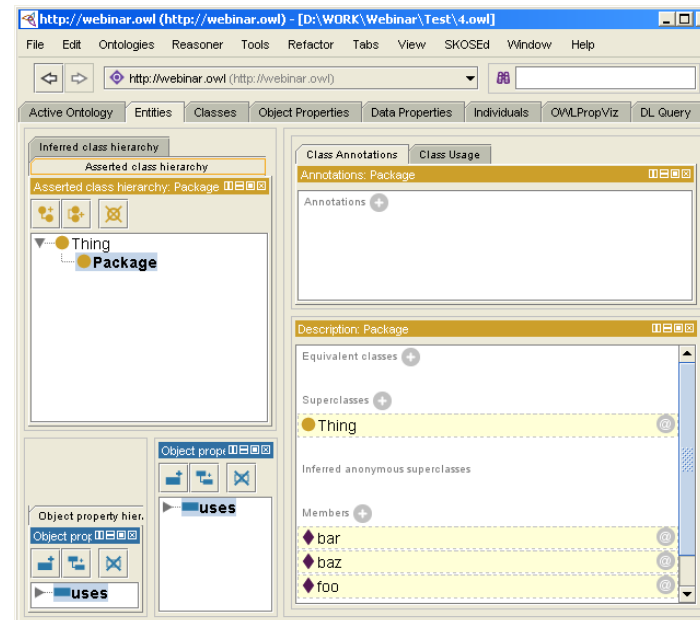 http://webinar.owl (http://webinar.owl) - [D:\WORK\Webinar\Test\4.owl]
File Edit Ontologies Reasoner Tools Refactor Tabs View SKOSEd Window Help
http://webinar.owl (http://webinar.owl)
Active Ontology Entities Classes Object Properties Data Properties Individuals OWLPropViz DL Query
Inferred class hierarchy
Asserted class hierarchy
Asserted class hierarchy: Package
Thing
Package
Class Annotations Class Usage
Annotations: Package
Annotations
Description: Package
Equivalent classes
Superclasses
Thing
Inferred anonymous superclasses
Members
bar
baz
foo
Object prope
uses
Object property hier.
Object prop
uses